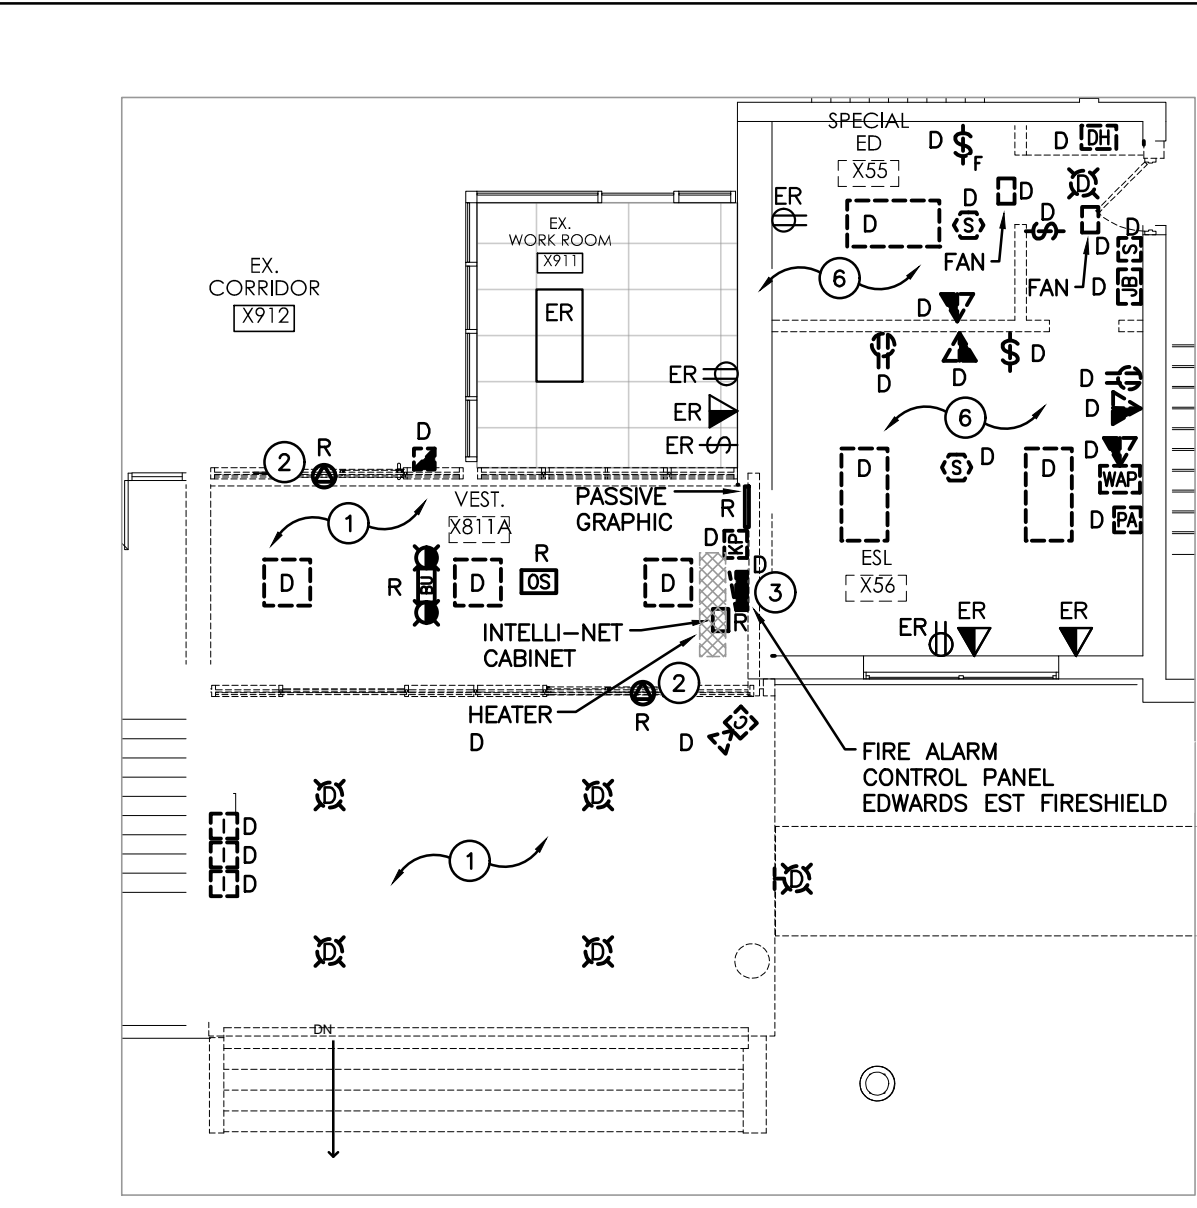 SPECIAL
ED
X55
D
$
F
D
DH
D
ER
D
D
S
D
D
FAN
FAN
D
D
S
D
JB
6
EX.
WORK ROOM
X911
ER
EX.
CORRIDOR
X912
D
D
D
$
D
D
ER
ER
ER
S
6
D
D
WAP
D
PA
D
S
D
D
2
R
D
1
VEST.
X811A
PASSIVE
GRAPHIC
R
D
KP
D
D
R
BU
D
R
OS
D
3
R
ESL
X56
ER
ER
ER
INTELLI-NET
CABINET
2
HEATER
R
D
D
C
FIRE ALARM
CONTROL PANEL
EDWARDS EST FIRESHIELD
D
D
I
D
I
D
I
D
1
D
D
D
DN